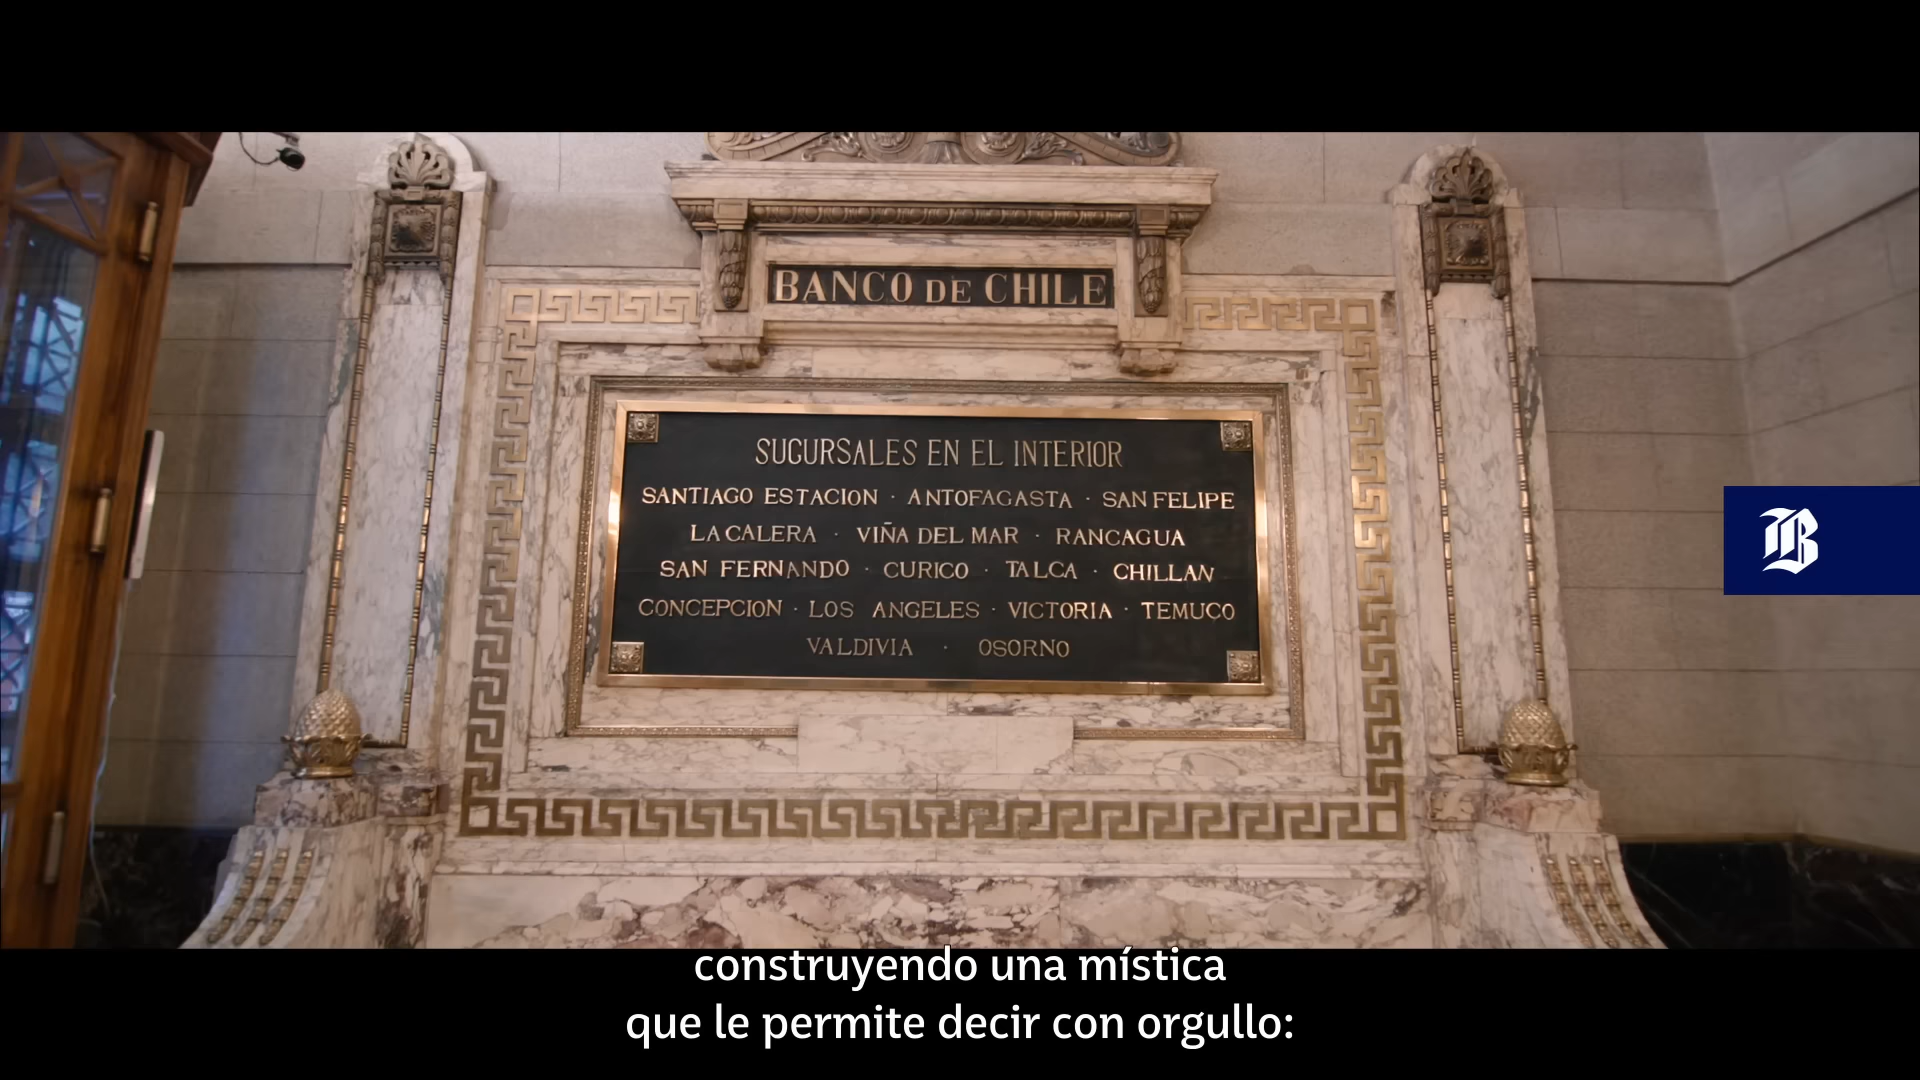 BANCO DE CHILE
SUCURSALES EN EL INTERIOR
SANTIAGO ESTACION · ANTOFAGASTA · SAN FELIPE
LA CALERA · VIÑA DEL MAR · RANCAGUA
SAN FERNANDO · CURICO · TALCA · CHILLAN
CONCEPCION · LOS ANGELES · VICTORIA · TEMUCO
VALDIVIA · OSORNO
B
construyendo una mística
que le permite decir con orgullo: